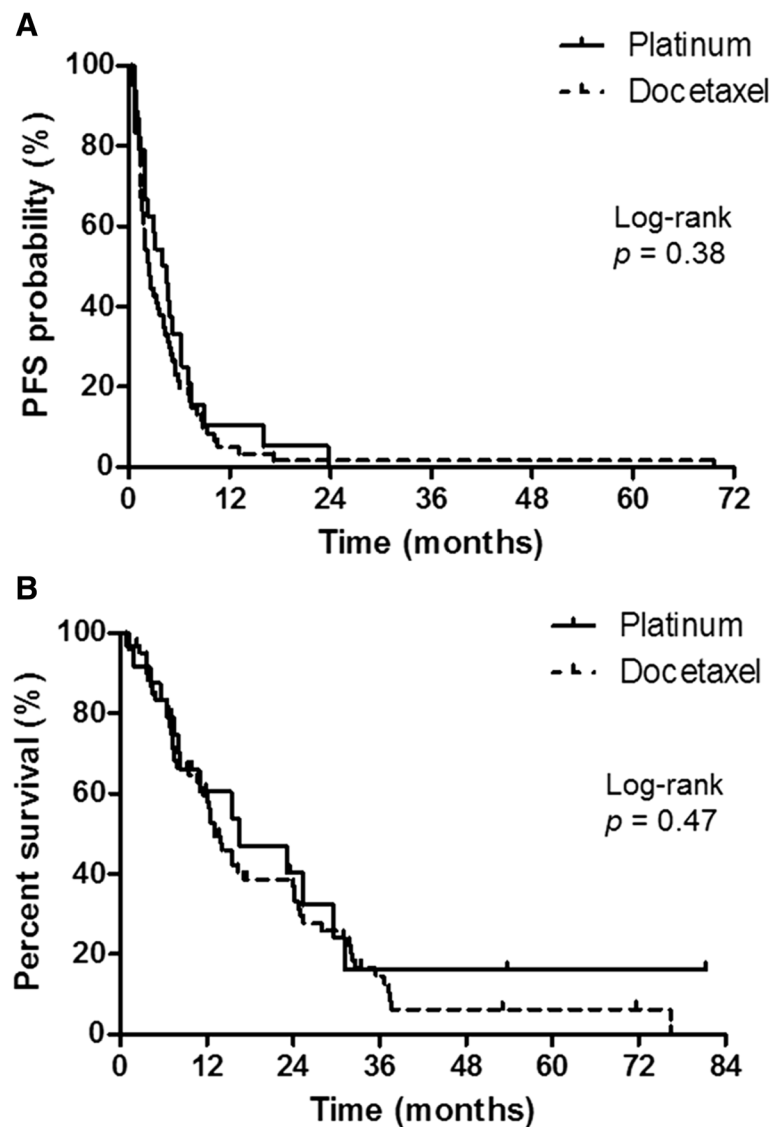 A
Platinum
Docetaxel
Log-rank
p = 0.38
PFS probability (%)
100
80
60
40
20
0
0 12 24 36 48 60 72
Time (months)
B
Platinum
Docetaxel
Log-rank
p = 0.47
Percent survival (%)
100
80
60
40
20
0
0 12 24 36 48 60 72 84
Time (months)